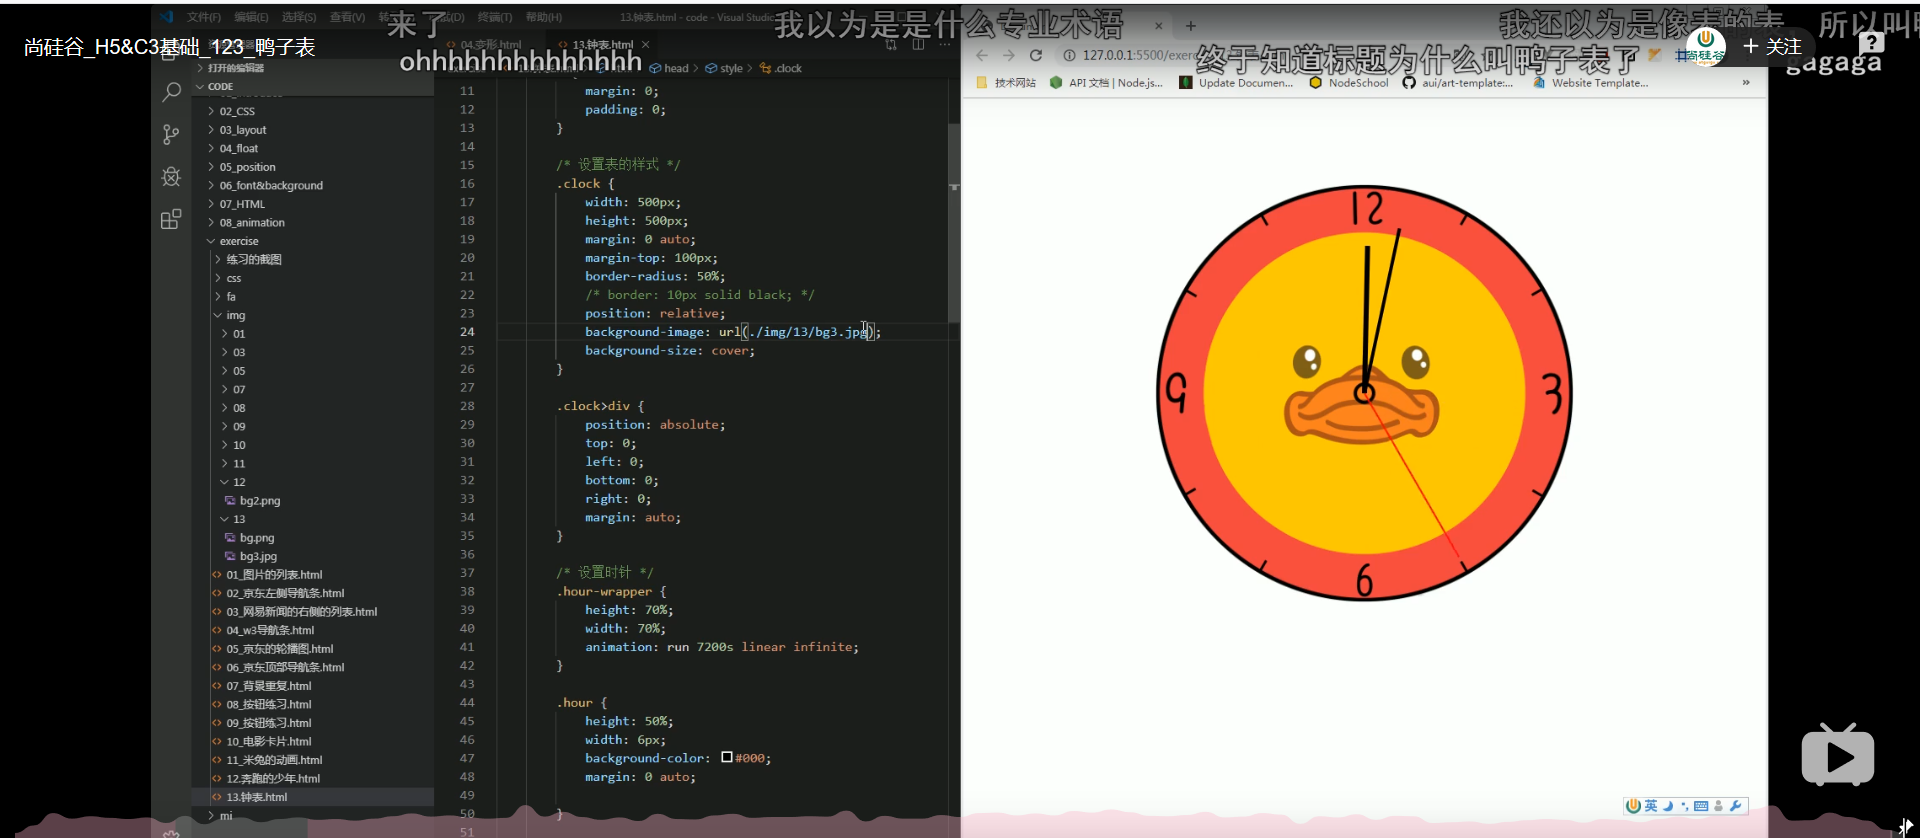 文件(F) 编辑(E) 选择(S) 查看(V) 终端(T) 帮助(H) 13.钟表.html - code - Visual Studio
来了
我以为是是什么专业术语
我还以为是像表的表
所以叫
尚硅谷_H5&C3基础_123_鸭子表
ohhhhhhhhhhhhhhh
终于知道标题为什么叫鸭子表了
gagaga
尚硅谷
+ 关注
04.变形.html
13.钟表.html
127.0.0.1:5500/exer
打开的编辑器
head > style > .clock
技术网站 API 文档 | Node.js... Update Documen... NodeSchool aui/art-template:... Website Template... »
CODE
02_CSS
03_layout
04_float
05_position
06_font&background
07_HTML
08_animation
exercise
练习的截图
css
fa
img
01
03
05
07
08
09
10
11
12
bg2.png
13
bg.png
bg3.jpg
01_图片的列表.html
02_京东左侧导航条.html
03_网易新闻的右侧的列表.html
04_w3导航条.html
05_京东的轮播图.html
06_京东顶部导航条.html
07_背景重复.html
08_按钮练习.html
09_按钮练习.html
10_电影卡片.html
11_米兔的动画.html
12.奔跑的少年.html
13.钟表.html
mi
11 margin: 0;
12 padding: 0;
13 }
14
15 /* 设置表的样式 */
16 .clock {
17 width: 500px;
18 height: 500px;
19 margin: 0 auto;
20 margin-top: 100px;
21 border-radius: 50%;
22 /* border: 10px solid black; */
23 position: relative;
24 background-image: url(./img/13/bg3.jpg);
25 background-size: cover;
26 }
27
28 .clock>div {
29 position: absolute;
30 top: 0;
31 left: 0;
32 bottom: 0;
33 right: 0;
34 margin: auto;
35 }
36
37 /* 设置时针 */
38 .hour-wrapper {
39 height: 70%;
40 width: 70%;
41 animation: run 7200s linear infinite;
42 }
43
44 .hour {
45 height: 50%;
46 width: 6px;
47 background-color: #000;
48 margin: 0 auto;
49
50 }
51
12
9
3
6
英